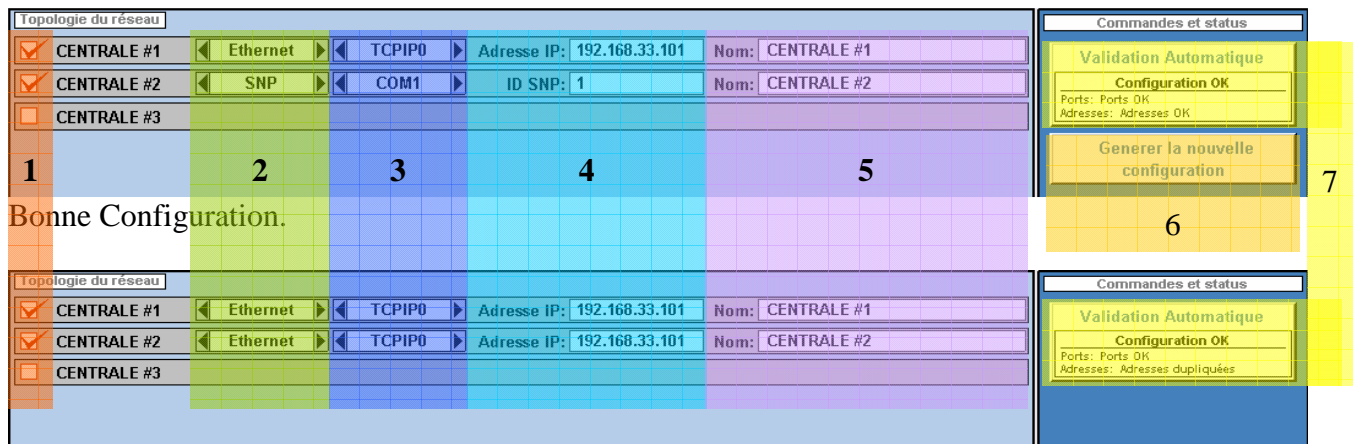 Topologie du réseau
Commandes et status
CENTRALE #1 Ethernet TCPIP0 Adresse IP: 192.168.33.101 Nom: CENTRALE #1
CENTRALE #2 SNP COM1 ID SNP: 1 Nom: CENTRALE #2
CENTRALE #3
Validation Automatique
Configuration OK
Ports: Ports OK
Adresses: Adresses OK
Generer la nouvelle
configuration
1 2 3 4 5
7
Bonne Configuration.
6
Topologie du réseau
Commandes et status
CENTRALE #1 Ethernet TCPIP0 Adresse IP: 192.168.33.101 Nom: CENTRALE #1
CENTRALE #2 Ethernet TCPIP0 Adresse IP: 192.168.33.101 Nom: CENTRALE #2
CENTRALE #3
Validation Automatique
Configuration OK
Ports: Ports OK
Adresses: Adresses dupliquées